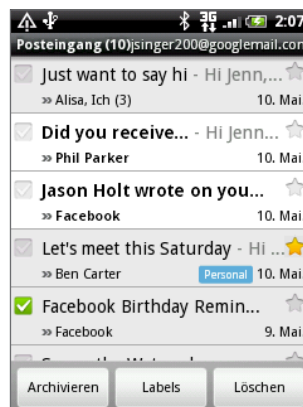 3G 2:07
Posteingang (10)jsinger200@googlemail.com
Just want to say hi - Hi Jenn,...
» Alisa, Ich (3) 10. Mai
Did you receive... - Hi Jenn...
» Phil Parker 10. Mai
Jason Holt wrote on you...
» Facebook 10. Mai
Let's meet this Saturday - Hi ...
» Ben Carter Personal 10. Mai
Facebook Birthday Remin...
» Facebook 9. Mai
Archivieren Labels Löschen